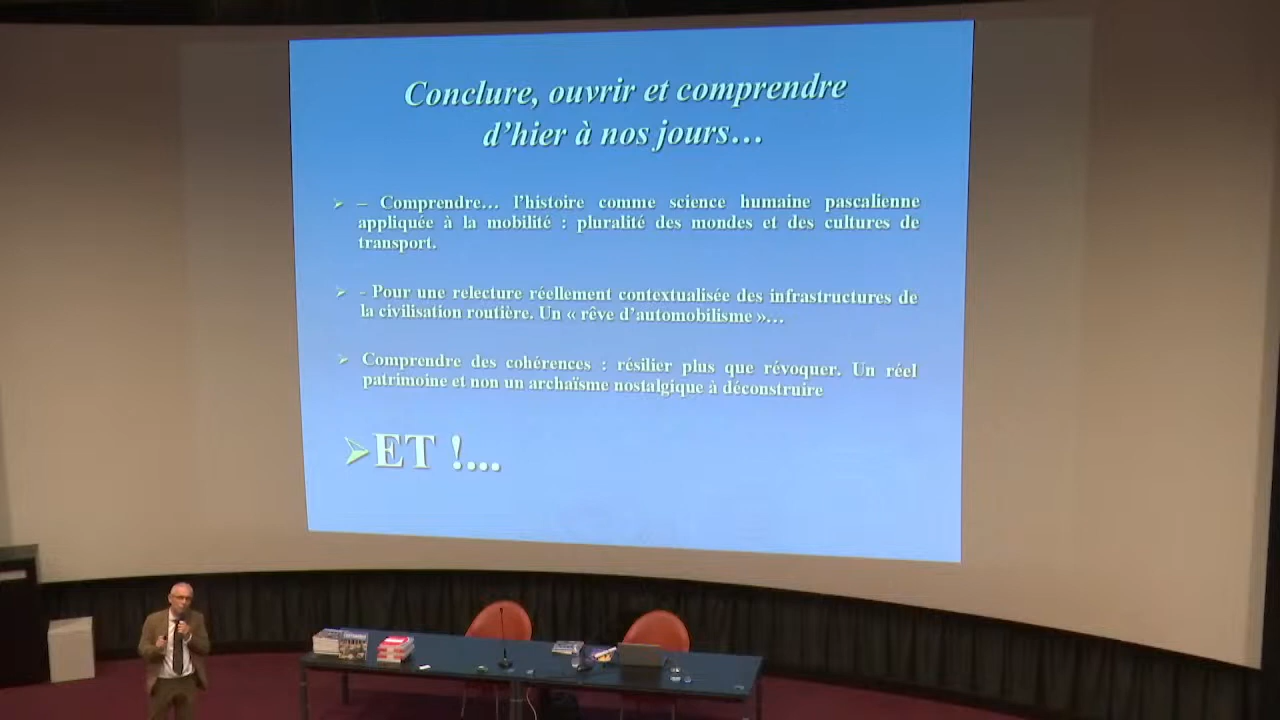 Conclure, ouvrir et comprendre
d'hier à nos jours…
➢ – Comprendre… l'histoire comme science humaine pascalienne
appliquée à la mobilité : pluralité des mondes et des cultures de
transport.
➢ - Pour une relecture réellement contextualisée des infrastructures de
la civilisation routière. Un « rêve d'automobilisme »…
➢ Comprendre des cohérences : résilier plus que révoquer. Un réel
patrimoine et non un archaïsme nostalgique à déconstruire
➢ ET !...